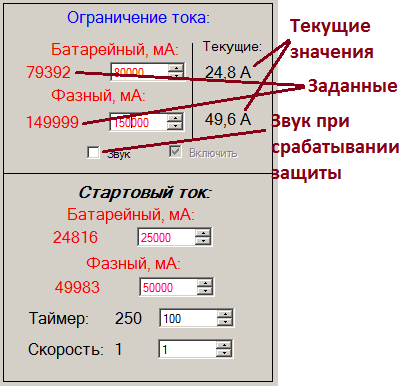 Ограничение тока:
Батарейный, мА:
Текущие:
79392 80000 24,8 А
Фазный, мА:
149999 150000 49,6 А
Звук Включить
Текущие
значения
Заданные
Звук при
срабатывании
защиты
Стартовый ток:
Батарейный, мА:
24816 25000
Фазный, мА:
49983 50000
Таймер: 250 100
Скорость: 1 1